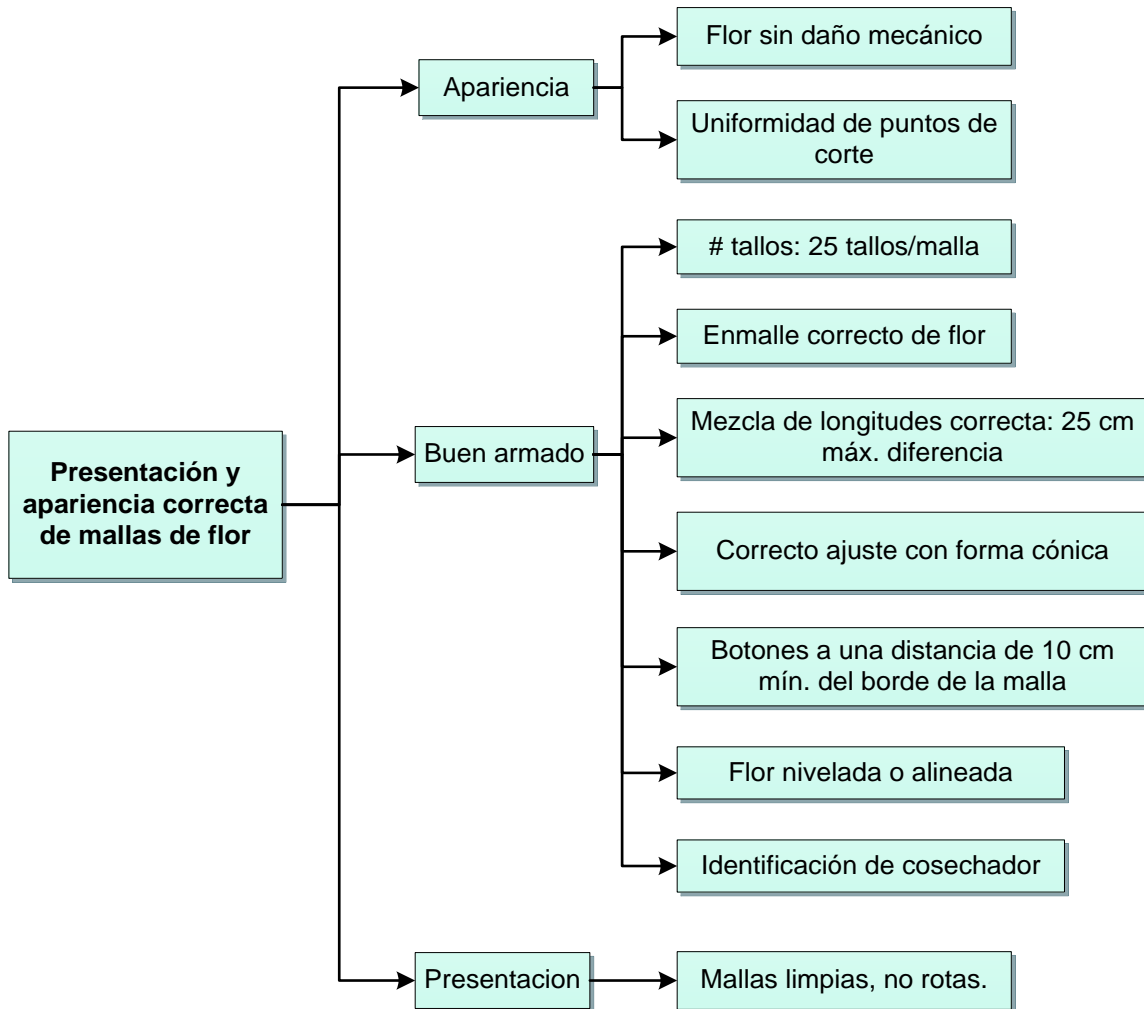 Presentación y
apariencia correcta
de mallas de flor
Apariencia
Flor sin daño mecánico
Uniformidad de puntos de
corte
Buen armado
# tallos: 25 tallos/malla
Enmalle correcto de flor
Mezcla de longitudes correcta: 25 cm
máx. diferencia
Correcto ajuste con forma cónica
Botones a una distancia de 10 cm
mín. del borde de la malla
Flor nivelada o alineada
Identificación de cosechador
Presentacion
Mallas limpias, no rotas.